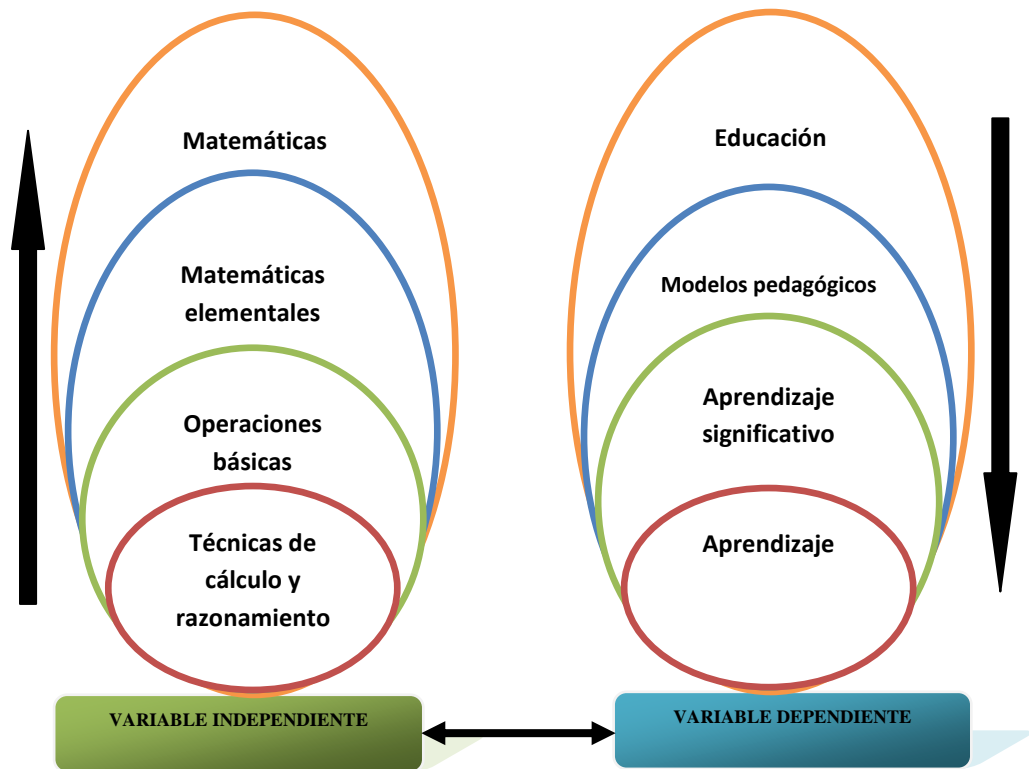 Matemáticas
Matemáticas
elementales
Operaciones
básicas
Técnicas de
cálculo y
razonamiento
VARIABLE INDEPENDIENTE
Educación
Modelos pedagógicos
Aprendizaje
significativo
Aprendizaje
VARIABLE DEPENDIENTE